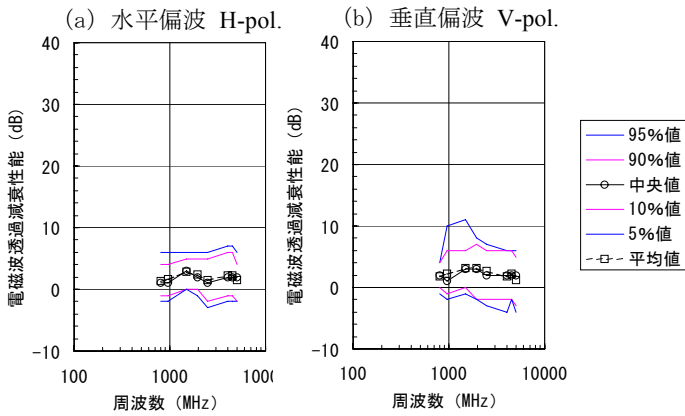 (a) 水平偏波 H-pol.
電磁波透過減衰性能 (dB)
40
30
20
10
0
-10
100
1000
1000
周波数 (MHz)
(b) 垂直偏波 V-pol.
電磁波透過減衰性能 (dB)
40
30
20
10
0
-10
100
1000
10000
周波数 (MHz)
95%値
90%値
中央値
10%値
5%値
平均値